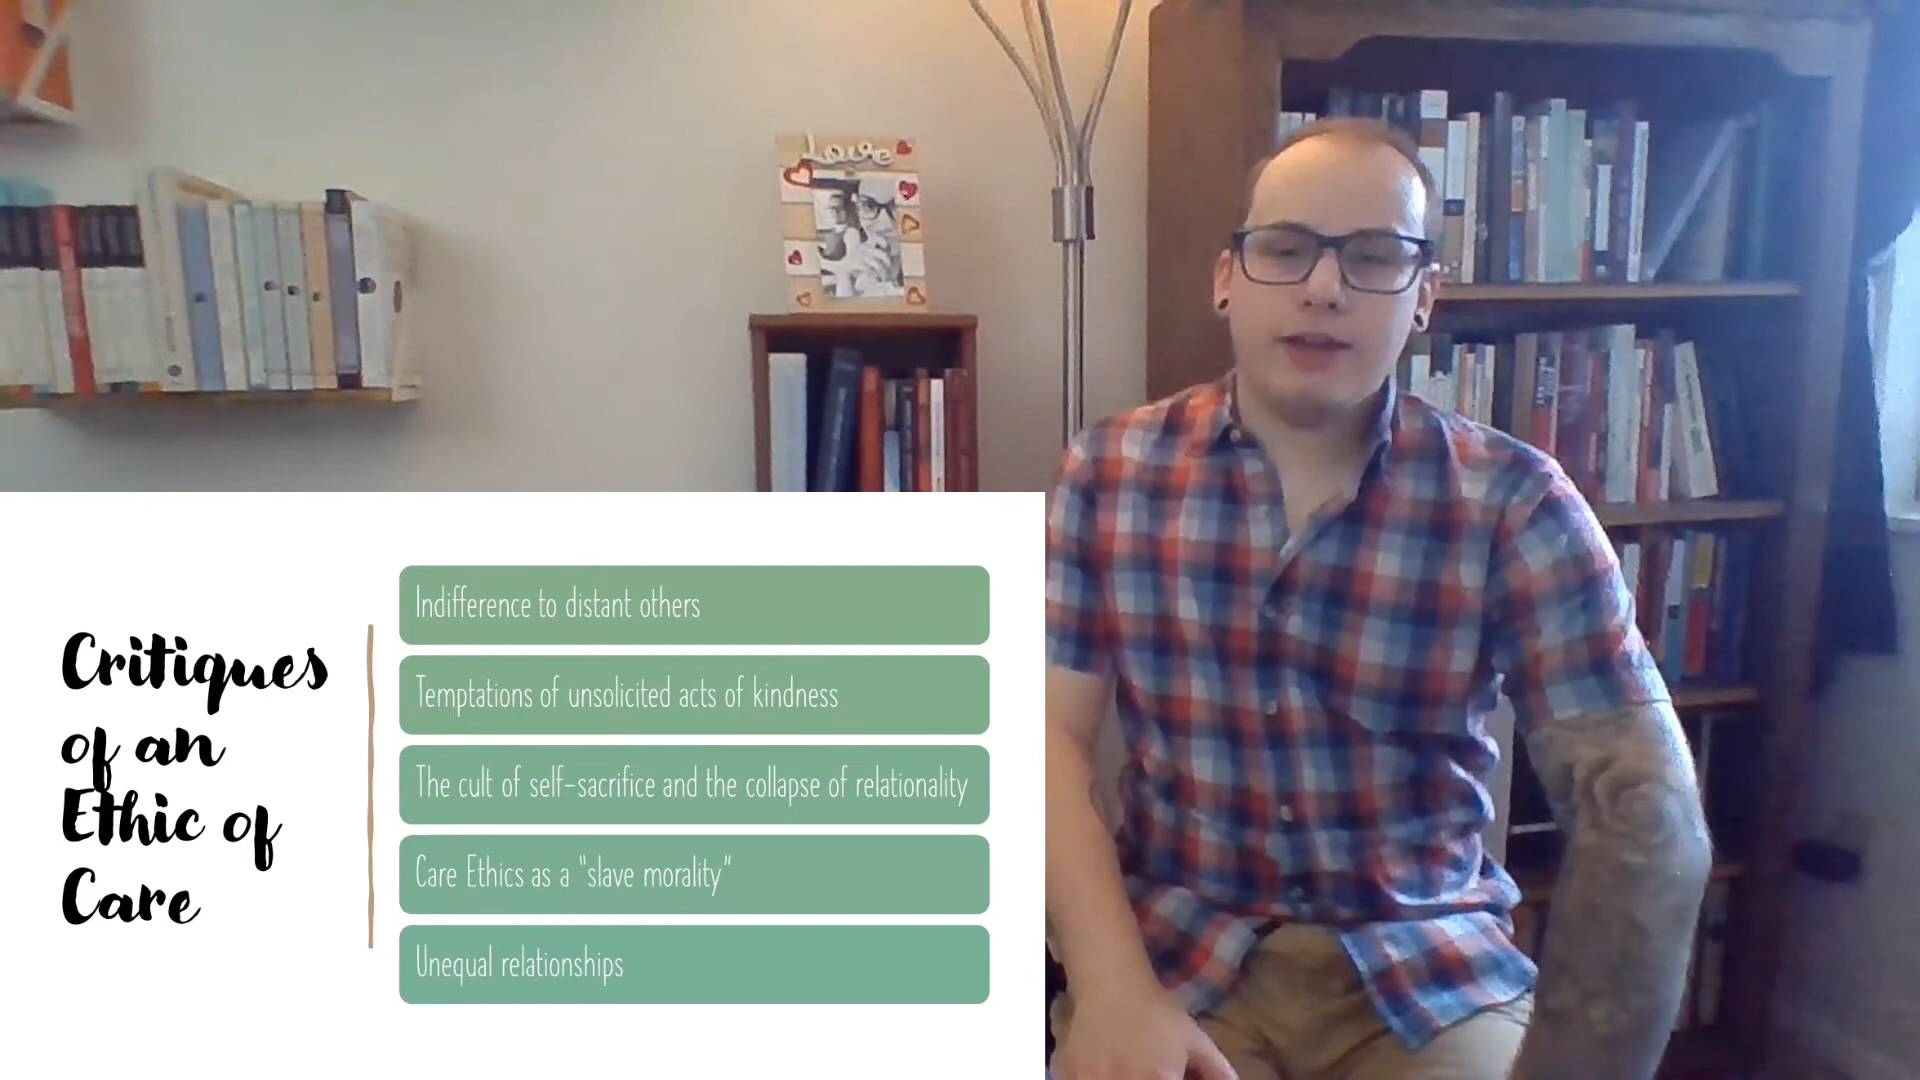 Love
Critiques
of an
Ethic of
Care
Indifference to distant others
Temptations of unsolicited acts of kindness
The cult of self-sacrifice and the collapse of relationality
Care Ethics as a "slave morality"
Unequal relationships